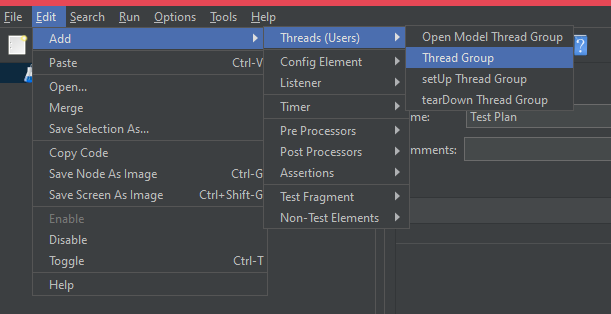 File Edit Search Run Options Tools Help
Add
Paste Ctrl-V
Open...
Merge
Save Selection As...
Copy Code
Save Node As Image Ctrl-G
Save Screen As Image Ctrl+Shift-G
Enable
Disable
Toggle Ctrl-T
Help
Threads (Users)
Config Element
Listener
Timer
Pre Processors
Post Processors
Assertions
Test Fragment
Non-Test Elements
Open Model Thread Group
Thread Group
setUp Thread Group
tearDown Thread Group
me: Test Plan
mments: